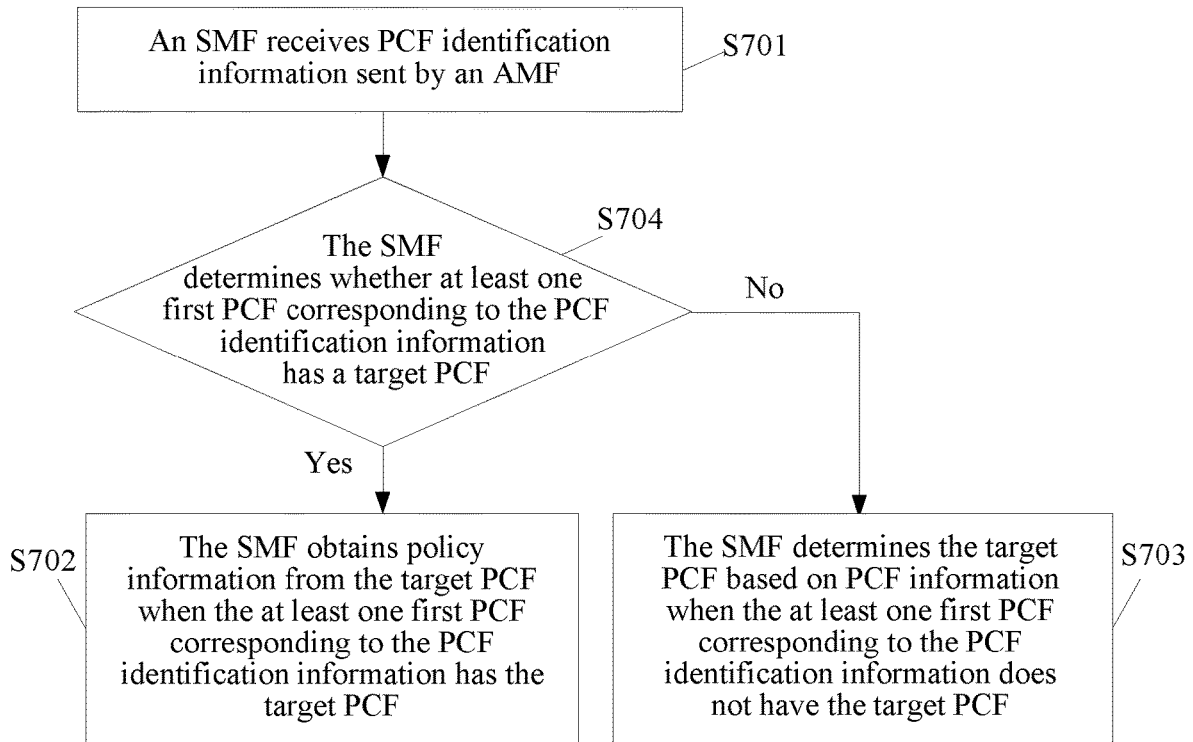 An SMF receives PCF identification
information sent by an AMF
S701
S704
The SMF
determines whether at least one
first PCF corresponding to the PCF
identification information
has a target PCF
No
Yes
S702
The SMF obtains policy
information from the target PCF
when the at least one first PCF
corresponding to the PCF
identification information has the
target PCF
The SMF determines the target
PCF based on PCF information
when the at least one first PCF
corresponding to the PCF
identification information does
not have the target PCF
S703